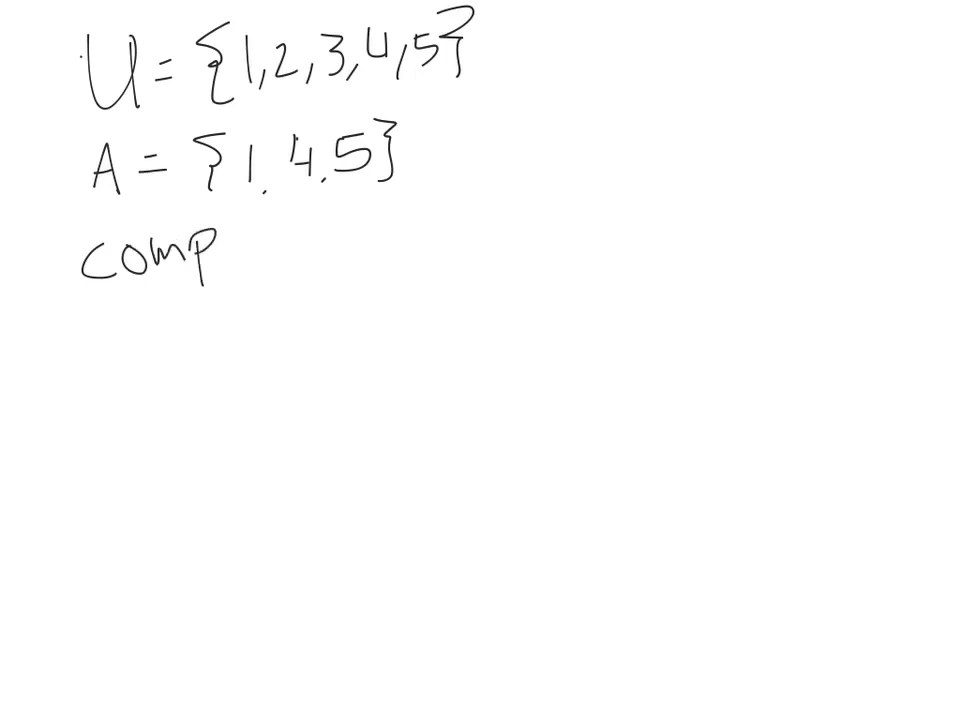 U = {1,2,3,4,5}
A = {1.4.5}
comp